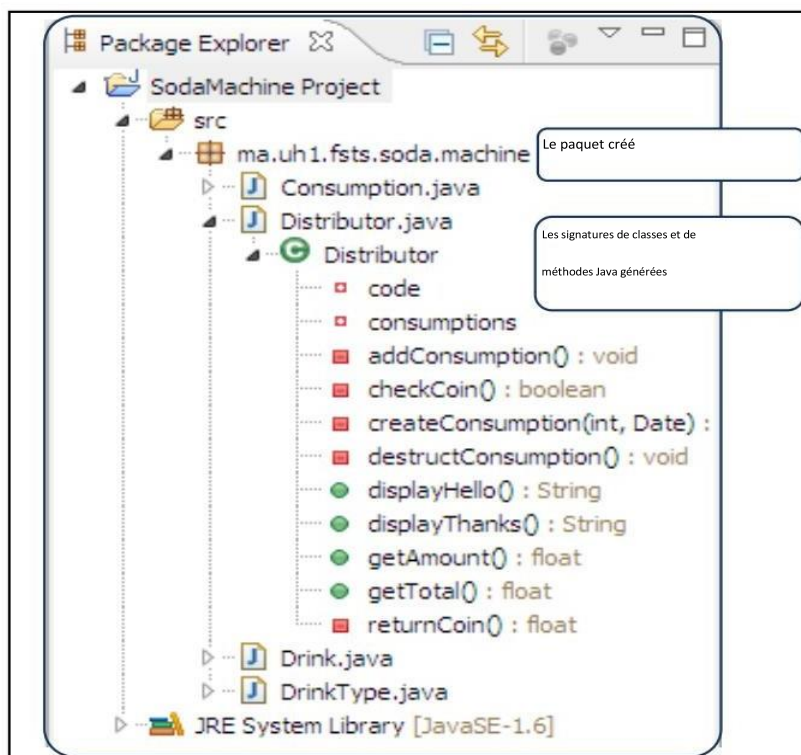 Package Explorer
SodaMachine Project
src
ma.uh1.fsts.soda.machine
Le paquet créé
Consumption.java
Distributor.java
Les signatures de classes et de
méthodes Java générées
Distributor
code
consumptions
addConsumption() : void
checkCoin() : boolean
createConsumption(int, Date) :
destructConsumption() : void
displayHello() : String
displayThanks() : String
getAmount() : float
getTotal() : float
returnCoin() : float
Drink.java
DrinkType.java
JRE System Library [JavaSE-1.6]